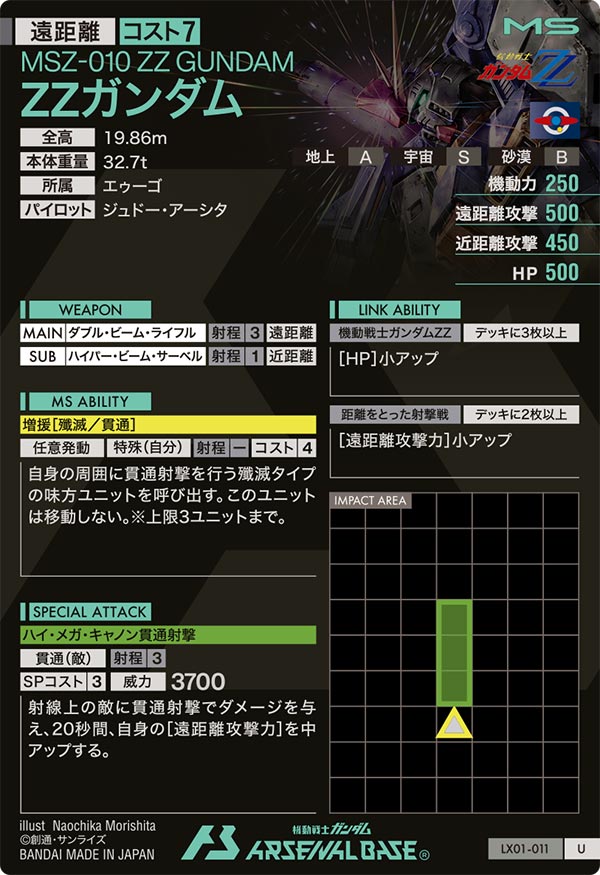 遠距離 コスト7
MS
MSZ-010 ZZ GUNDAM
ZZガンダム
機動戦士ガンダムZZ
全高 19.86m
本体重量 32.7t
所属 エゥーゴ
パイロット ジュドー・アーシタ
地上 A 宇宙 S 砂漠 B
機動力 250
遠距離攻撃 500
近距離攻撃 450
HP 500
WEAPON
MAIN ダブル・ビーム・ライフル 射程 3 遠距離
SUB ハイパー・ビーム・サーベル 射程 1 近距離
MS ABILITY
増援[殲滅／貫通]
任意発動 特殊(自分) 射程 ー コスト 4
自身の周囲に貫通射撃を行う殲滅タイプ
の味方ユニットを呼び出す。このユニット
は移動しない。※上限3ユニットまで。
SPECIAL ATTACK
ハイ・メガ・キャノン貫通射撃
貫通(敵) 射程 3
SPコスト 3 威力 3700
射線上の敵に貫通射撃でダメージを与
え、20秒間、自身の[遠距離攻撃力]を中
アップする。
LINK ABILITY
機動戦士ガンダムZZ デッキに3枚以上
[HP]小アップ
距離をとった射撃戦 デッキに2枚以上
[遠距離攻撃力]小アップ
IMPACT AREA
illust Naochika Morishita
©創通・サンライズ
BANDAI MADE IN JAPAN
機動戦士ガンダム
ARSENAL BASE®
LX01-011 U